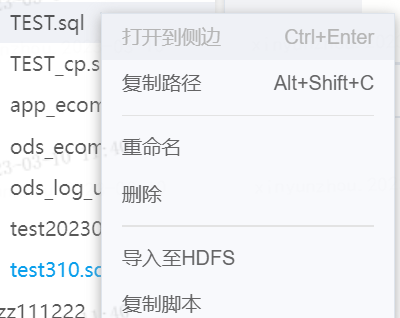 TEST.sql
打开到侧边 Ctrl+Enter
TEST_cp.s
复制路径 Alt+Shift+C
app_ecom
重命名
ods_ecom
删除
ods_log_u
test20230
导入至HDFS
test310.sc
复制脚本
zz111222